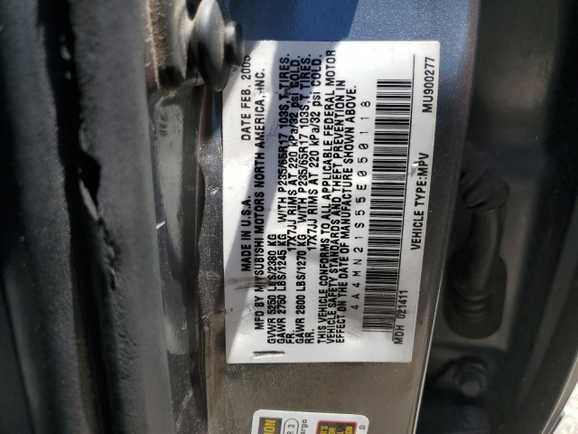 MADE IN U.S.A. DATE FEB. 2005
MFD BY MITSUBISHI MOTORS NORTH AMERICA, INC.
GVWR 5250 LBS/2380 KG
GAWR 2750 LBS/1245 KG. WITH P235/65R17 103S,T TIRES.
FR. 17X7JJ RIMS AT 220 kPa/32 psi COLD.
GAWR 2800 LBS/1270 KG. WITH P235/65R17 103S,T TIRES.
RR. 17X7JJ RIMS AT 220 kPa/32 psi COLD.
THIS VEHICLE CONFORMS TO ALL APPLICABLE FEDERAL MOTOR
VEHICLE SAFETY STANDARDS AND THEFT PREVENTION IN
EFFECT ON THE DATE OF MANUFACTURE SHOWN ABOVE.
4A4MN21S55E050118
MDH 021411 VEHICLE TYPE:MPV MU900277